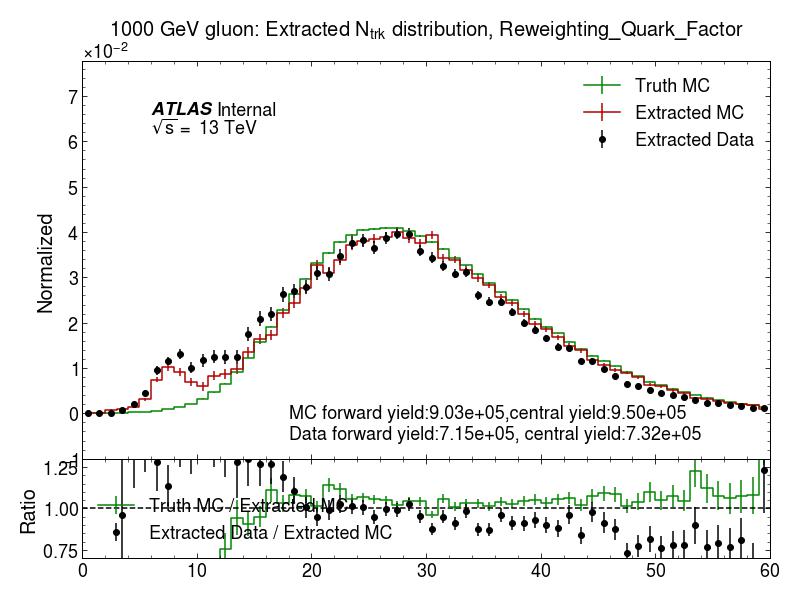 1000 GeV gluon: Extracted N_trk distribution, Reweighting_Quark_Factor
×10⁻²
ATLAS Internal
√s = 13 TeV
Truth MC
Extracted MC
Extracted Data
Normalized
7
6
5
4
3
2
1
0
MC forward yield:9.03e+05,central yield:9.50e+05
Data forward yield:7.15e+05, central yield:7.32e+05
Ratio
1.25
1.00
0.75
Truth MC / Extracted MC
Extracted Data / Extracted MC
0 10 20 30 40 50 60